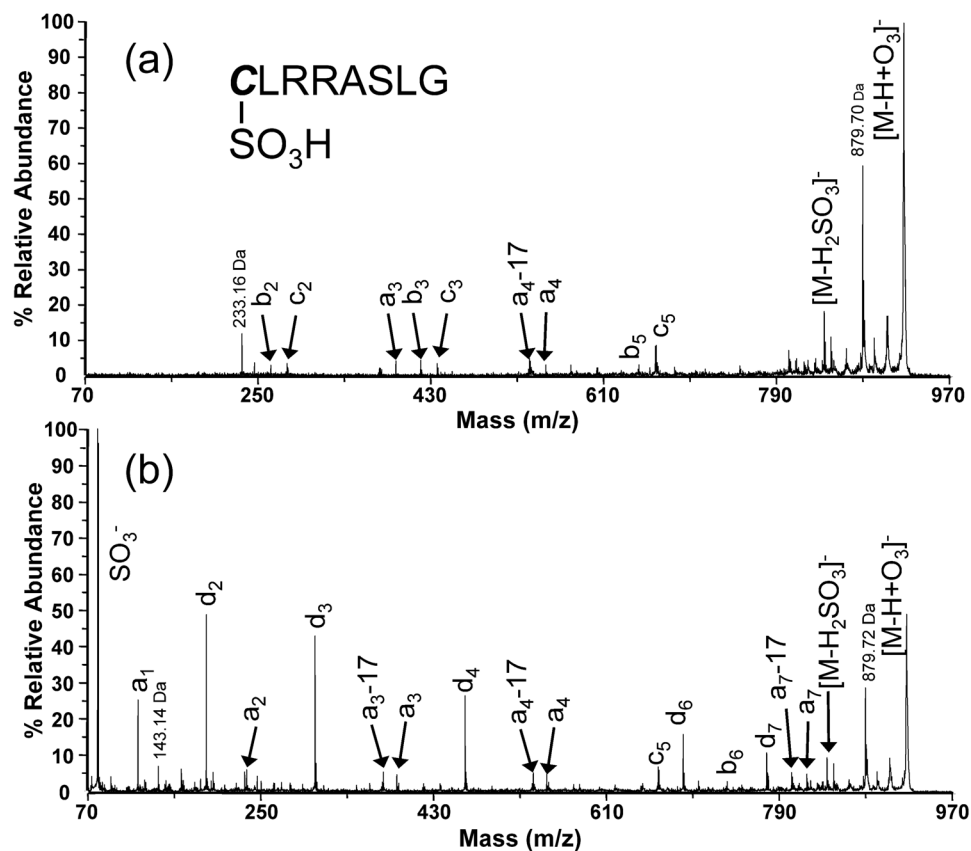 (a)
CLRRASLG
SO₃H
% Relative Abundance
100
90
80
70
60
50
40
30
20
10
0
233.16 Da
b₂
c₂
a₃
b₃
c₃
a₄-17
a₄
b₅
c₅
[M-H₂SO₃]⁻
879.70 Da
[M-H+O₃]⁻
70 250 430 610 790 970
Mass (m/z)
(b)
% Relative Abundance
100
90
80
70
60
50
40
30
20
10
0
SO₃⁻
a₁
143.14 Da
d₂
a₂
d₃
a₃-17
a₃
d₄
a₄-17
a₄
c₅
d₆
b₆
d₇
a₇-17
a₇
[M-H₂SO₃]⁻
879.72 Da
[M-H+O₃]⁻
70 250 430 610 790 970
Mass (m/z)